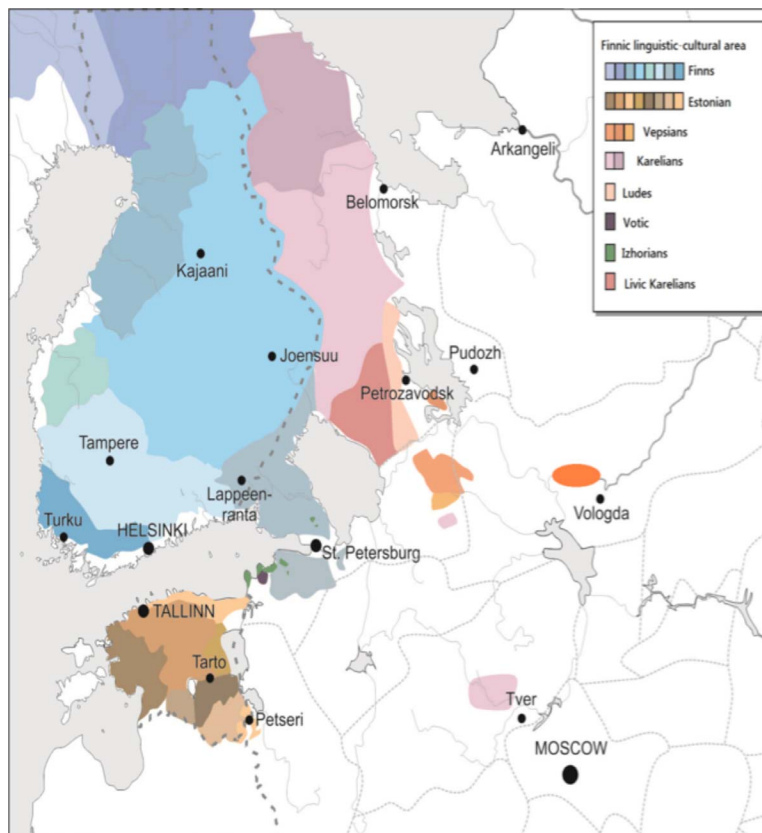 Finnic linguistic-cultural area
Finns
Estonian
Vepsians
Karelians
Ludes
Votic
Izhorians
Livic Karelians
Arkangeli
Belomorsk
Kajaani
Joensuu
Pudozh
Petrozavodsk
Tampere
Lappeen-
ranta
Vologda
Turku
HELSINKI
St. Petersburg
TALLINN
Tarto
Petseri
Tver
MOSCOW